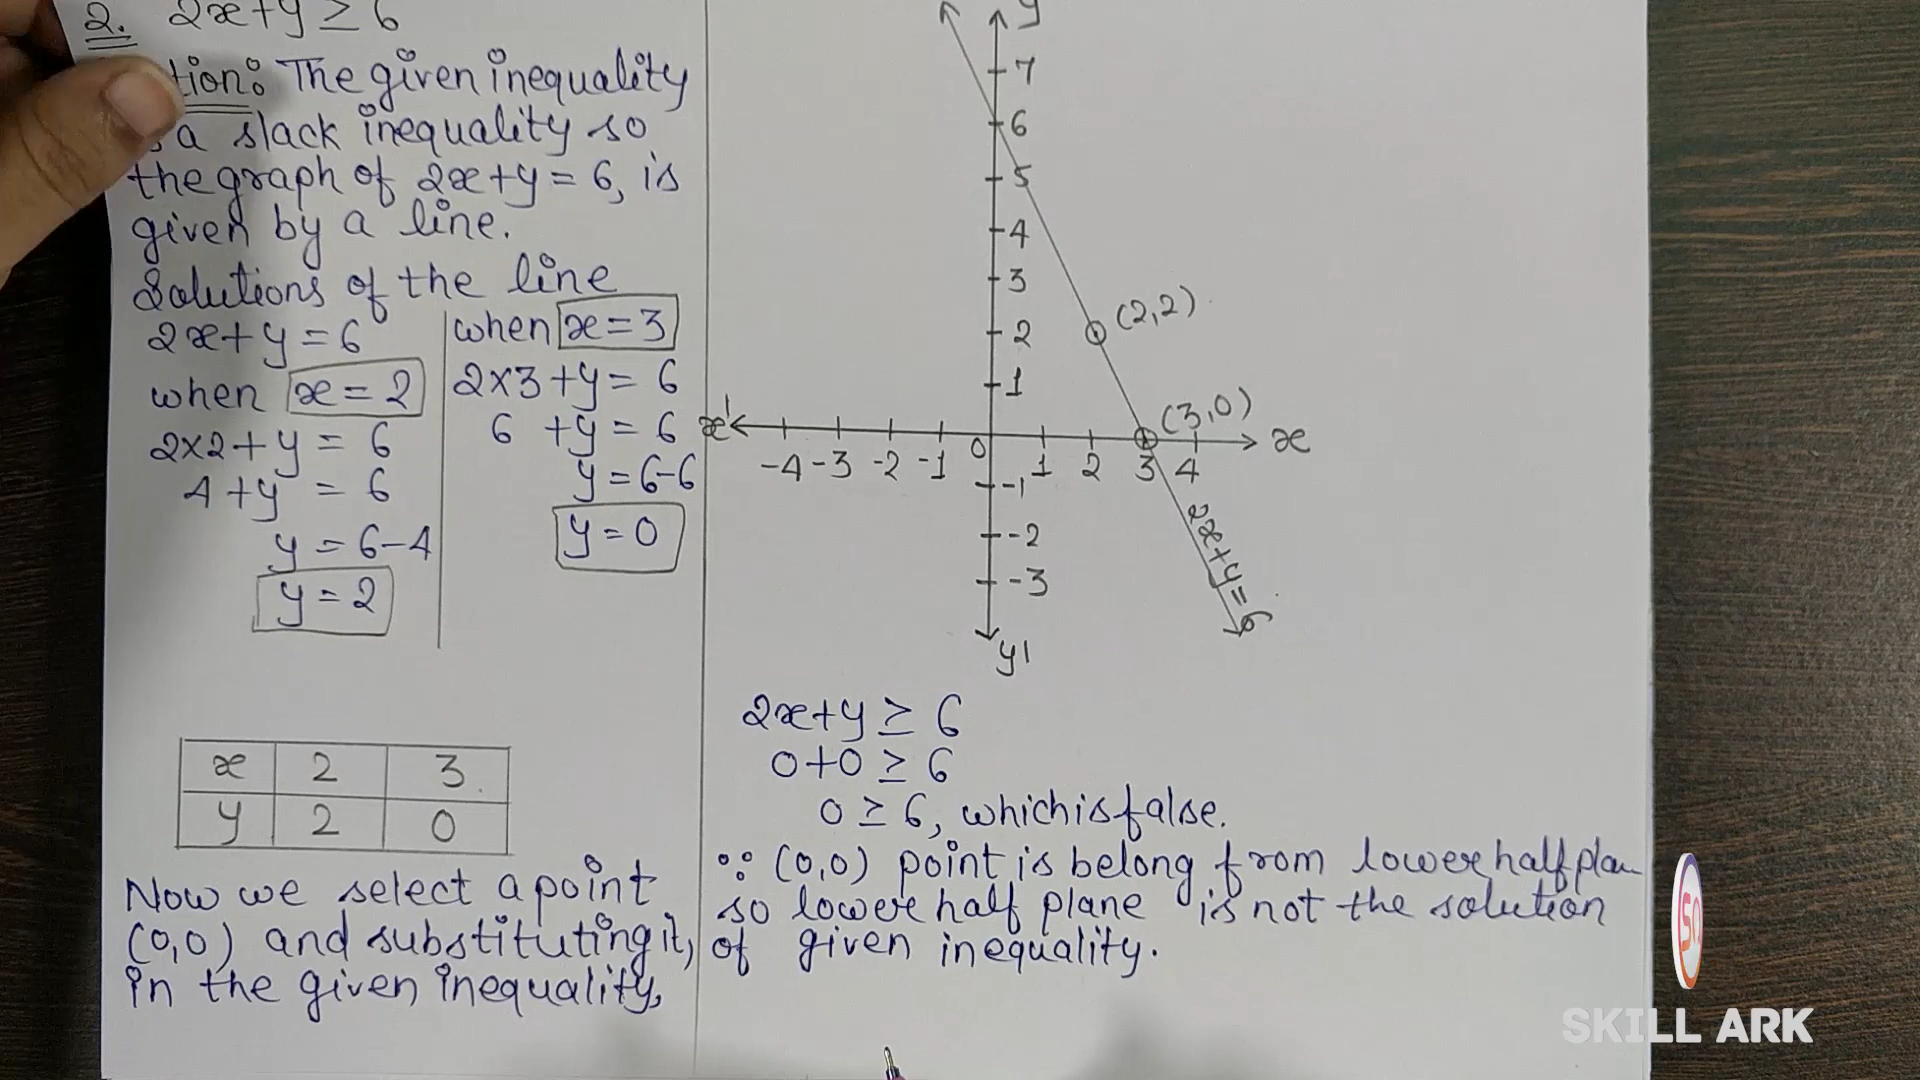 2. 2x+y ≥ 6
tion: The given inequality
a slack inequality so
the graph of 2x+y = 6, is
given by a line.
Solutions of the line
2x+y = 6
when x = 2
2×2+y = 6
4+y = 6
y = 6-4
y = 2
when x = 3
2×3+y = 6
6 +y = 6
y = 6-6
y = 0
x 2 3
y 2 0
Now we select a point
(0,0) and substituting it,
in the given inequality,
y
7
6
5
4
3
2
1
(2,2)
(3,0)
x' x
0
-4 -3 -2 -1 1 2 3 4
-1
-2
-3
y'
2x+y=6
2x+y ≥ 6
0+0 ≥ 6
0 ≥ 6, which is false.
∵ (0,0) point is belong from lower half plan
so lower half plane is not the solution
of given inequality.
SKILL ARK